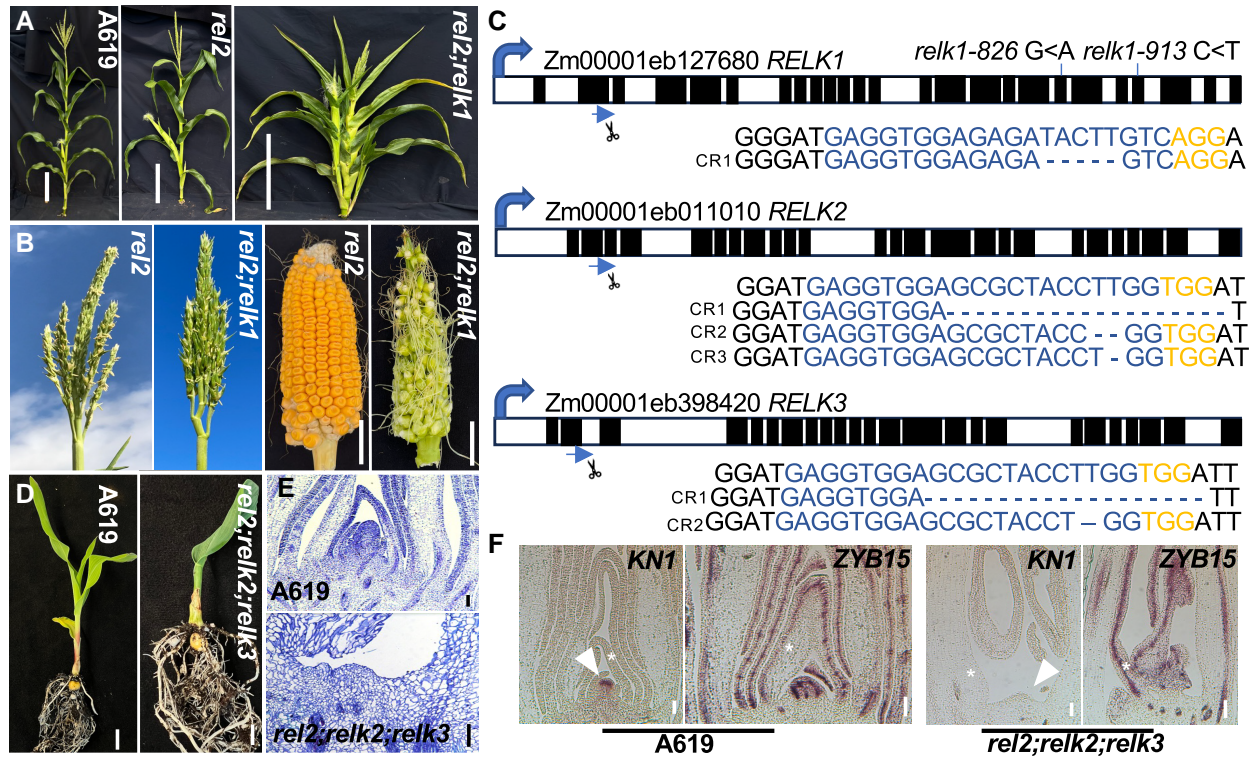 A
A619
rel2
rel2;relk1
B
rel2
rel2;relk1
rel2
rel2;relk1
C
Zm00001eb127680 RELK1
relk1-826 G<A relk1-913 C<T
GGGATGAGGTGGAGAGATACTTGTCAGGA
CR1 GGGATGAGGTGGAGAGA-----GTCAGGA
Zm00001eb011010 RELK2
GGATGAGGTGGAGCGCTACCTTGGTGGAT
CR1 GGATGAGGTGGA--------------------T
CR2 GGATGAGGTGGAGCGCTACC--GGTGGAT
CR3 GGATGAGGTGGAGCGCTACCT-GGTGGAT
Zm00001eb398420 RELK3
GGATGAGGTGGAGCGCTACCTTGGTGGATT
CR1 GGATGAGGTGGA--------------------TT
CR2 GGATGAGGTGGAGCGCTACCT–GGTGGATT
D
A619
rel2;relk2;relk3
E
A619
rel2;relk2;relk3
F
KN1
*
ZYB15
*
KN1
*
ZYB15
*
A619
rel2;relk2;relk3